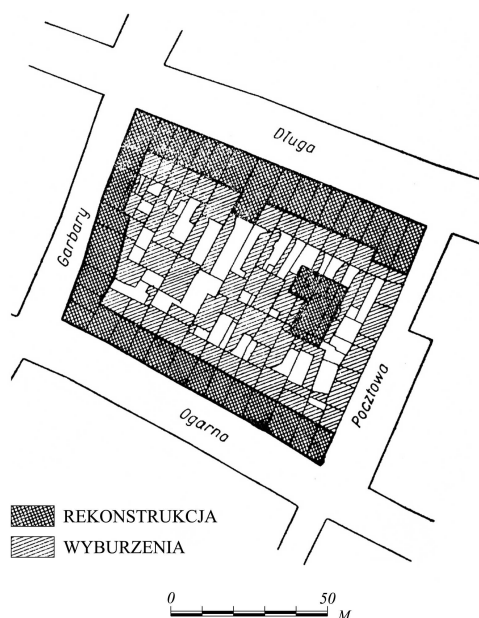 Długa
Garbary
Pocztowa
Ogarna
REKONSTRUKCJA
WYBURZENIA
0 50
M